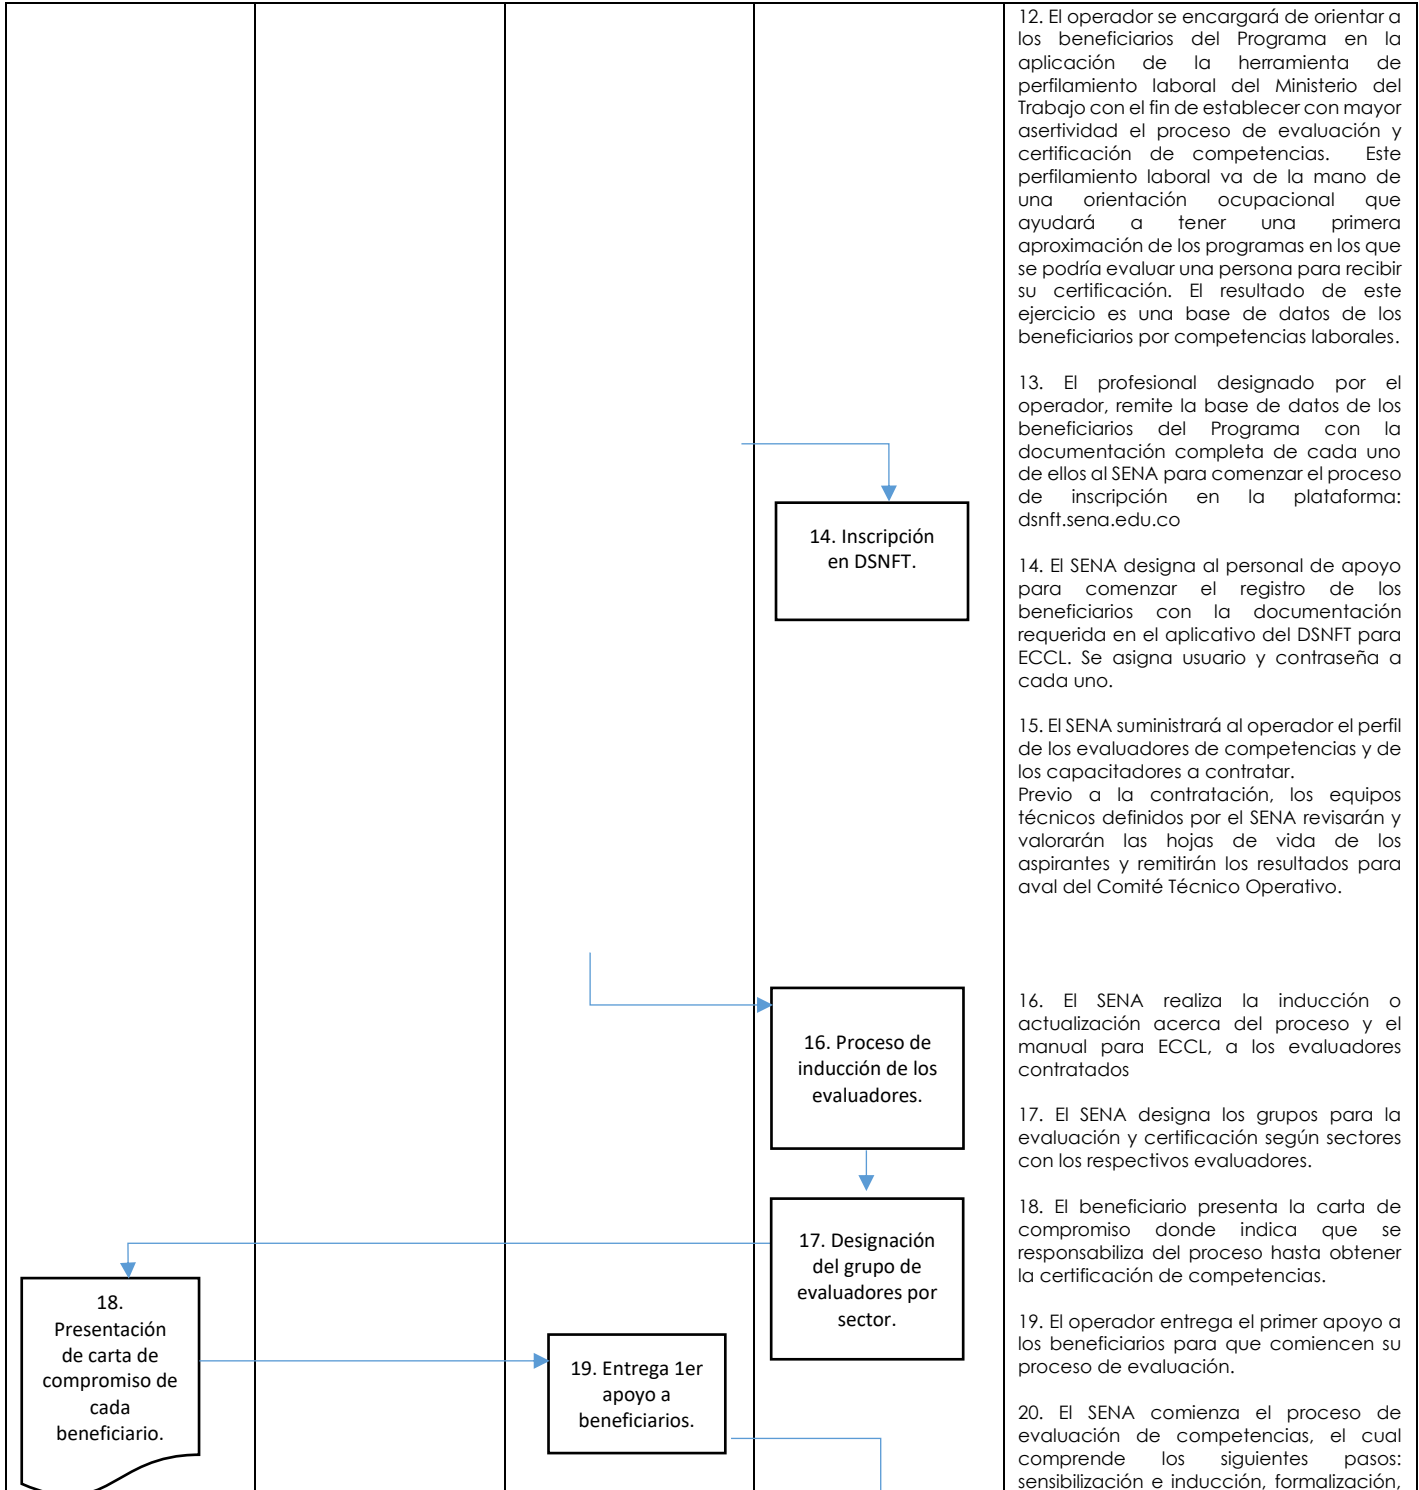 12. El operador se encargará de orientar a
los beneficiarios del Programa en la
aplicación de la herramienta de
perfilamiento laboral del Ministerio del
Trabajo con el fin de establecer con mayor
asertividad el proceso de evaluación y
certificación de competencias. Este
perfilamiento laboral va de la mano de
una orientación ocupacional que
ayudará a tener una primera
aproximación de los programas en los que
se podría evaluar una persona para recibir
su certificación. El resultado de este
ejercicio es una base de datos de los
beneficiarios por competencias laborales.
13. El profesional designado por el
operador, remite la base de datos de los
beneficiarios del Programa con la
documentación completa de cada uno
de ellos al SENA para comenzar el proceso
de inscripción en la plataforma:
dsnft.sena.edu.co
14. Inscripción
en DSNFT.
14. El SENA designa al personal de apoyo
para comenzar el registro de los
beneficiarios con la documentación
requerida en el aplicativo del DSNFT para
ECCL. Se asigna usuario y contraseña a
cada uno.
15. El SENA suministrará al operador el perfil
de los evaluadores de competencias y de
los capacitadores a contratar.
Previo a la contratación, los equipos
técnicos definidos por el SENA revisarán y
valorarán las hojas de vida de los
aspirantes y remitirán los resultados para
aval del Comité Técnico Operativo.
16. Proceso de
inducción de los
evaluadores.
16. El SENA realiza la inducción o
actualización acerca del proceso y el
manual para ECCL, a los evaluadores
contratados
17. El SENA designa los grupos para la
evaluación y certificación según sectores
con los respectivos evaluadores.
17. Designación
del grupo de
evaluadores por
sector.
18. El beneficiario presenta la carta de
compromiso donde indica que se
responsabiliza del proceso hasta obtener
la certificación de competencias.
18.
Presentación
de carta de
compromiso de
cada
beneficiario.
19. Entrega 1er
apoyo a
beneficiarios.
19. El operador entrega el primer apoyo a
los beneficiarios para que comiencen su
proceso de evaluación.
20. El SENA comienza el proceso de
evaluación de competencias, el cual
comprende los siguientes pasos:
sensibilización e inducción, formalización,